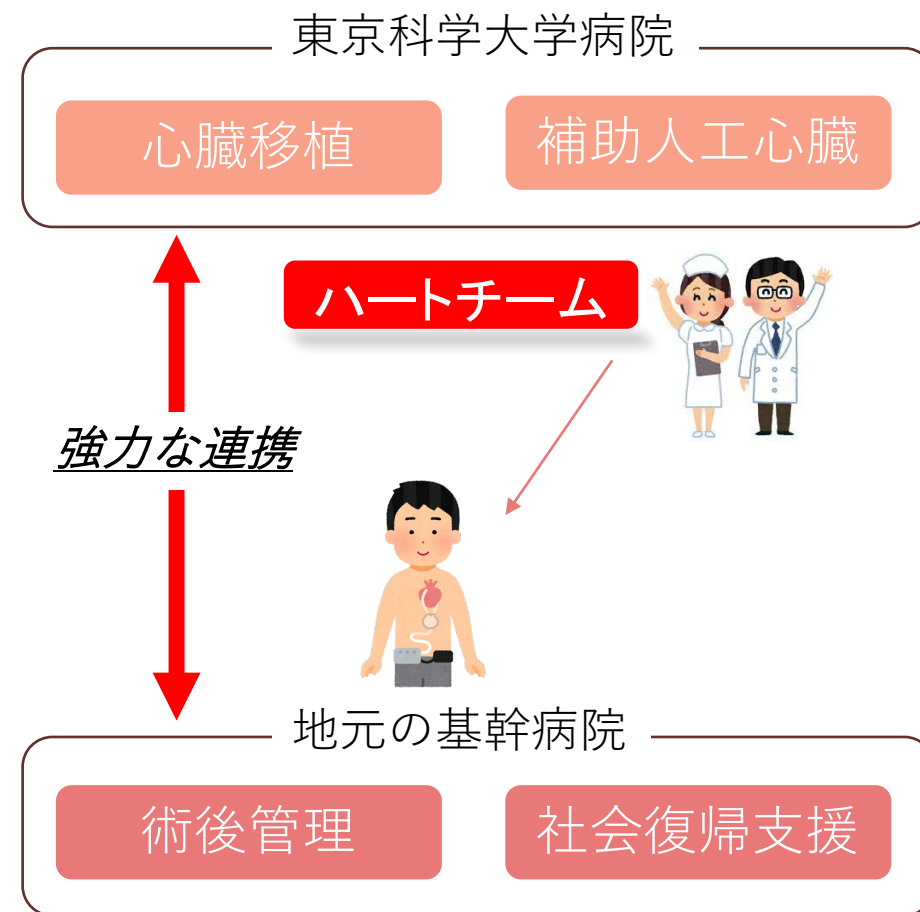 東京科学大学病院
心臓移植
補助人工心臓
ハートチーム
強力な連携
地元の基幹病院
術後管理
社会復帰支援